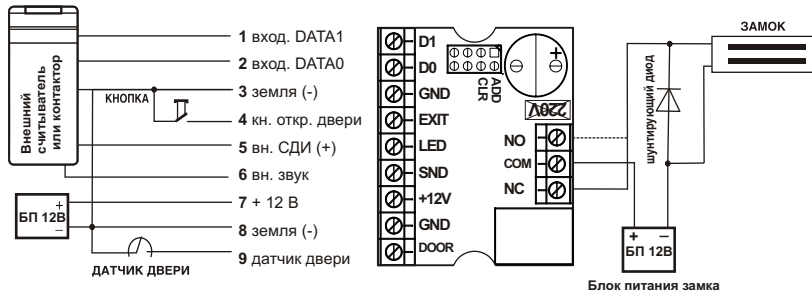 Внешний
считыватель
или контактор
1 вход. DATA1
2 вход. DATA0
3 земля (-)
КНОПКА
4 кн. откр. двери
5 вн. СДИ (+)
6 вн. звук
7 + 12 В
8 земля (-)
9 датчик двери
+
БП 12В
–
ДАТЧИК ДВЕРИ
D1
D0
GND
EXIT
LED
SND
+12V
GND
DOOR
ADD
CLR
+
220V
NO
COM
NC
ЗАМОК
шунтирующий диод
+ –
БП 12В
Блок питания замка